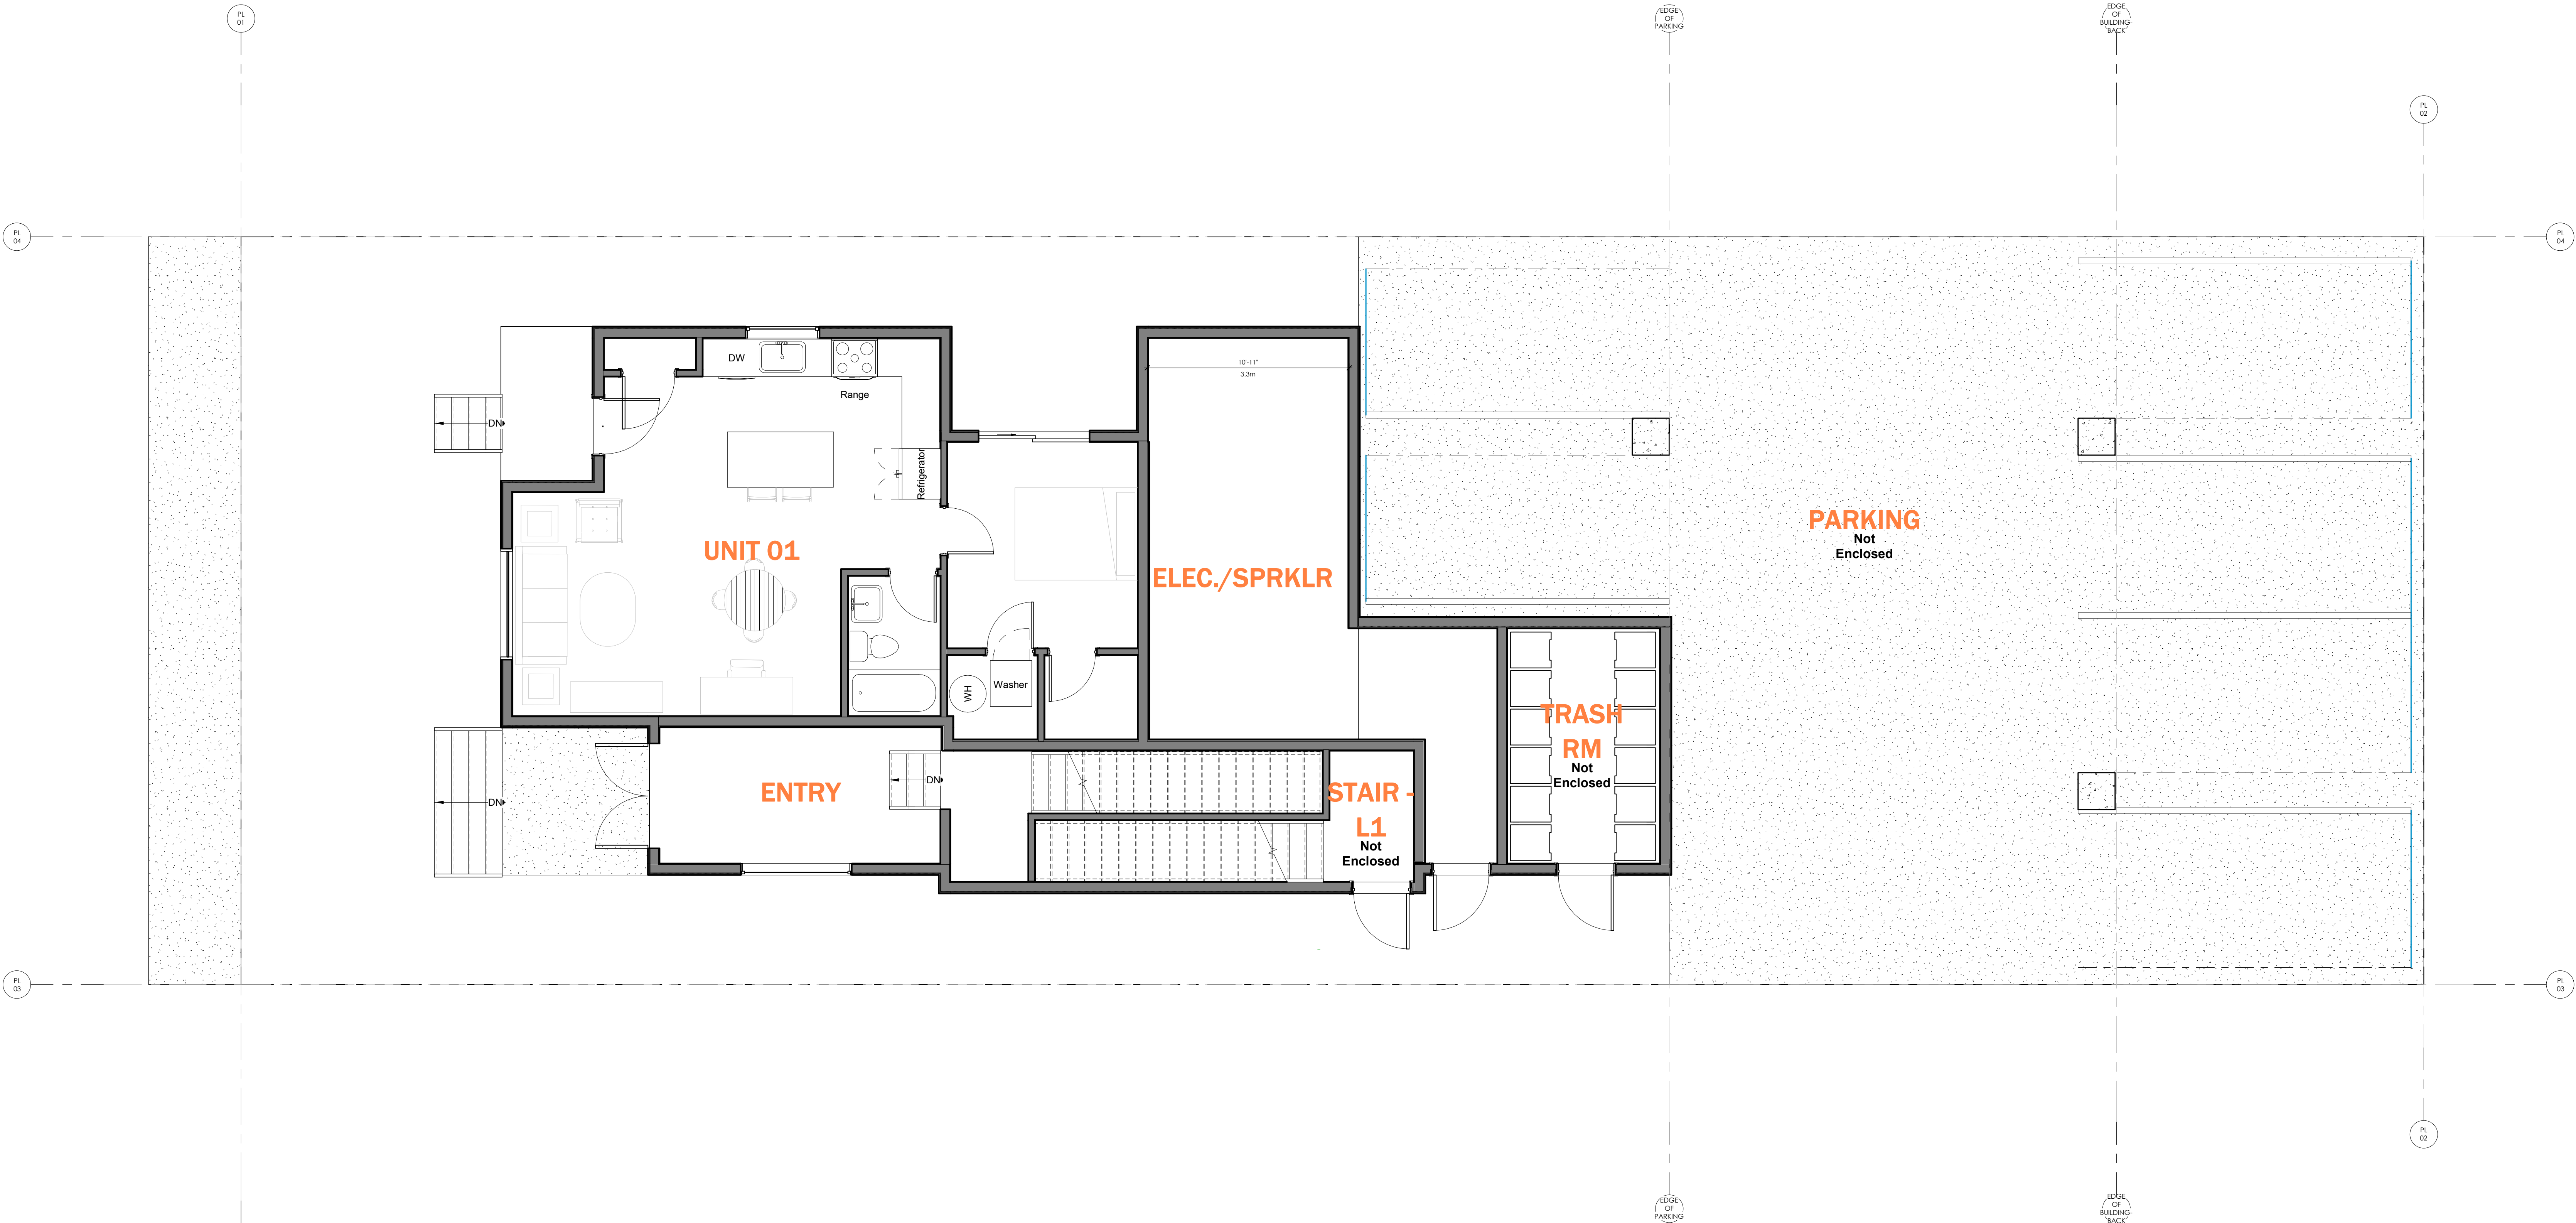 PL
01
EDGE
OF
PARKING
EDGE
OF
BUILDING-
BACK
PL
02
PL
04
PL
04
DW
Range
10'-11"
3.3m
DN
Refrigerator
UNIT 01
ELEC./SPRKLR
PARKING
Not
Enclosed
WH
Washer
TRASH
RM
Not
Enclosed
ENTRY
DN
DN
STAIR -
L1
Not
Enclosed
PL
03
PL
03
PL
02
EDGE
OF
PARKING
EDGE
OF
BUILDING-
BACK